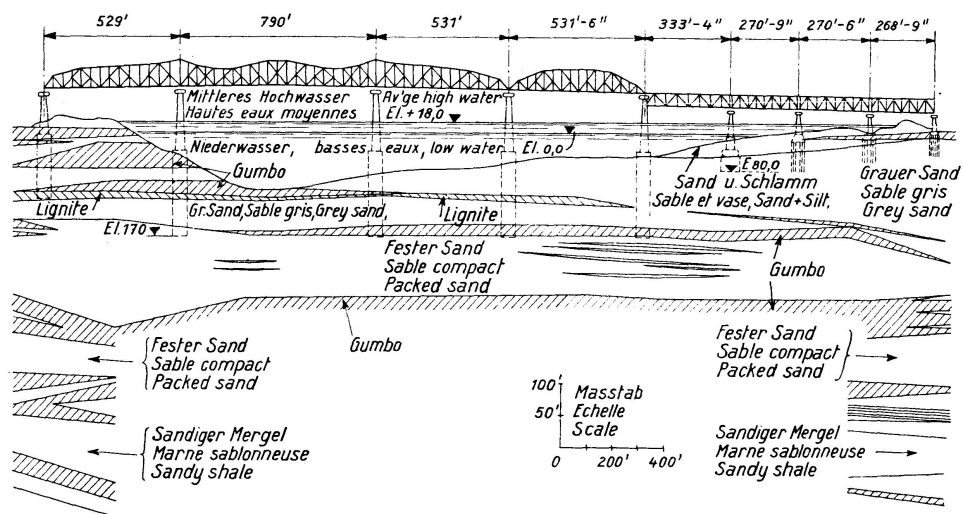 529' 790' 531' 531'-6" 333'-4" 270'-9" 270'-6" 268'-9"
Mittleres Hochwasser
Hautes eaux moyennes
Av'ge high water
El. + 18,0
Niederwasser, basses eaux, low water El. 0,0
Gumbo
E 80,0
Sand u. Schlamm
Sable et vase, Sand + Silt,
Grauer Sand
Sable gris
Grey sand
Lignite
Gr. Sand, Sable gris, Grey sand,
Lignite
El. 170
Fester Sand
Sable compact
Packed sand
Gumbo
Gumbo
Fester Sand
Sable compact
Packed sand
Fester Sand
Sable compact
Packed sand
100'
50'
Masstab
Echelle
Scale
200' 400'
Sandiger Mergel
Marne sablonneuse
Sandy shale
Sandiger Mergel
Marne sablonneuse
Sandy shale